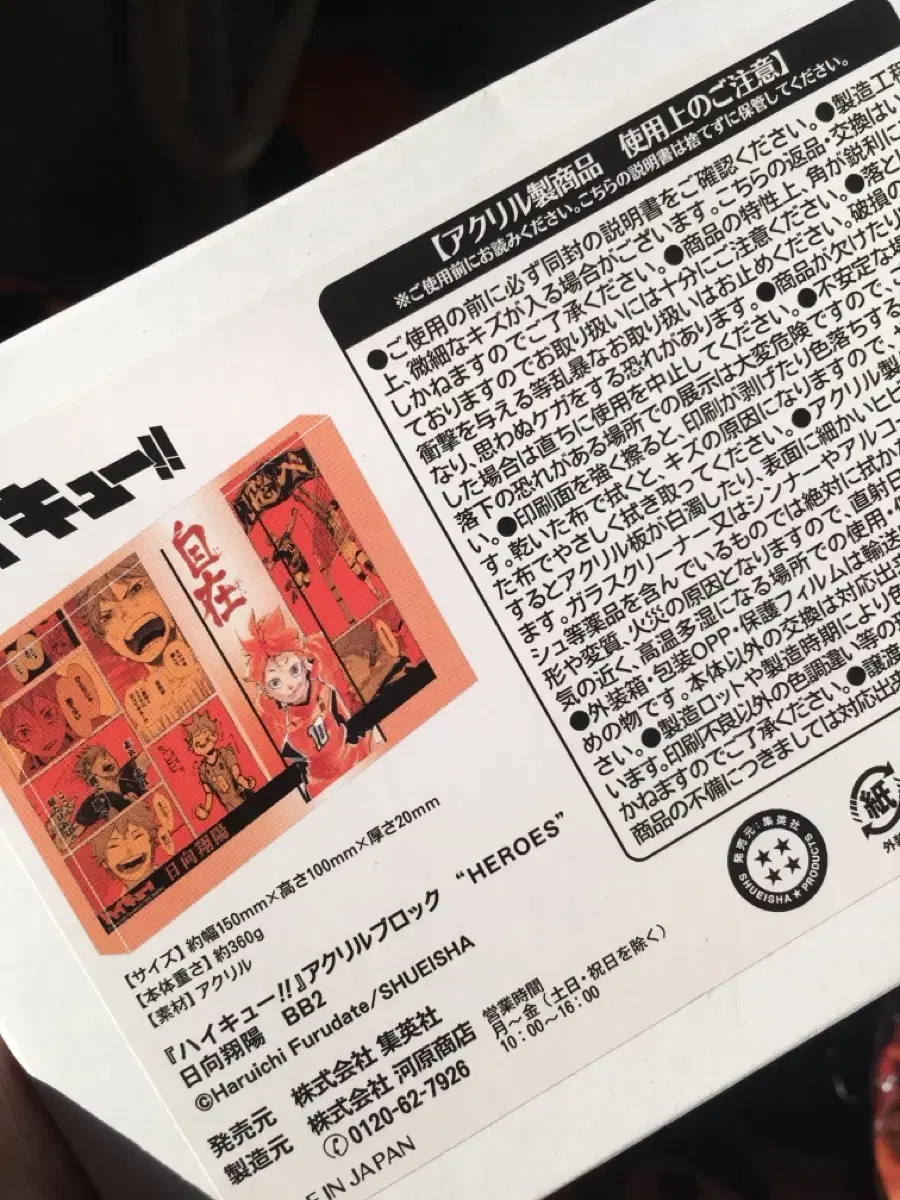 【アクリル製商品　使用上のご注意】
※ご使用前にお読みください。こちらの説明書は捨てずに保管してください。
●ご使用の前に必ず同封の説明書をご確認ください。●製造工程
上、微細なキズが入る場合がございます。こちらの返品・交換はい
しかねますのでご了承ください。●商品の特性上、角が鋭利に
ておりますのでお取り扱いには十分にご注意ください。●落とし
衝撃を与える等乱暴なお取り扱いはお止めください。破損の
なり、思わぬケガをする恐れがあります。●商品が欠けたり
した場合は直ちに使用を中止してください。●不安定な場
落下の恐れがある場所での展示は大変危険ですので、
い。●印刷面を強く擦ると、印刷が剥げたり色落ちする
す。乾いた布で拭くと、キズの原因になりますので、
た布でやさしく拭き取ってください。●アクリル製
するとアクリル板が白濁したり、表面に細かいヒビ
ます。ガラスクリーナー又はシンナーやアルコー
シュ等薬品を含んでいるものでは絶対に拭か
形や変質、火災の原因となりますので、直射日
気の近く、高温多湿になる場所での使用・
●外装箱・包装OPP・保護フィルムは輸送
めの物です。本体以外の交換は対応出
さい。●製造ロットや製造時期により色
います。印刷不良以外の色調違い等の
かねますのでご了承ください。●譲渡
商品の不備につきましては対応出来
自在
日向翔陽
【サイズ】約幅150mm×高さ100mm×厚さ20mm
【本体重さ】約360g
【素材】アクリル
『ハイキュー!!』アクリルブロック　“HEROES”
日向翔陽　BB2
©Haruichi Furudate/SHUEISHA
発売元　株式会社 集英社
製造元　株式会社 河原商店
0120-62-7926
営業時間
月〜金（土日・祝日を除く）
10：00〜16：00
E IN JAPAN
発売元：集英社
SHUEISHA★PRODUCTS
紙
外装